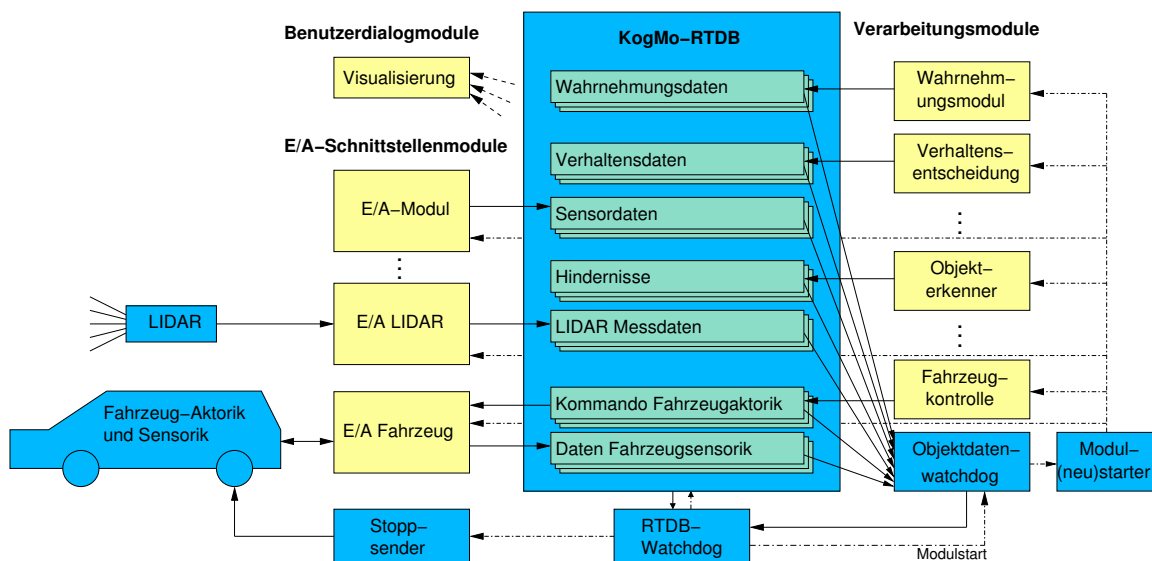 Benutzerdialogmodule
Visualisierung
E/A−Schnittstellenmodule
E/A−Modul
E/A LIDAR
E/A Fahrzeug
LIDAR
Fahrzeug−Aktorik
und Sensorik
Stopp−
sender
KogMo−RTDB
Wahrnehmungsdaten
Verhaltensdaten
Sensordaten
Hindernisse
LIDAR Messdaten
Kommando Fahrzeugaktorik
Daten Fahrzeugsensorik
RTDB−
Watchdog
Verarbeitungsmodule
Wahrnehm−
ungsmodul
Verhaltens−
entscheidung
Objekt−
erkenner
Fahrzeug−
kontrolle
Objektdaten−
watchdog
Modul−
(neu)starter
Modulstart